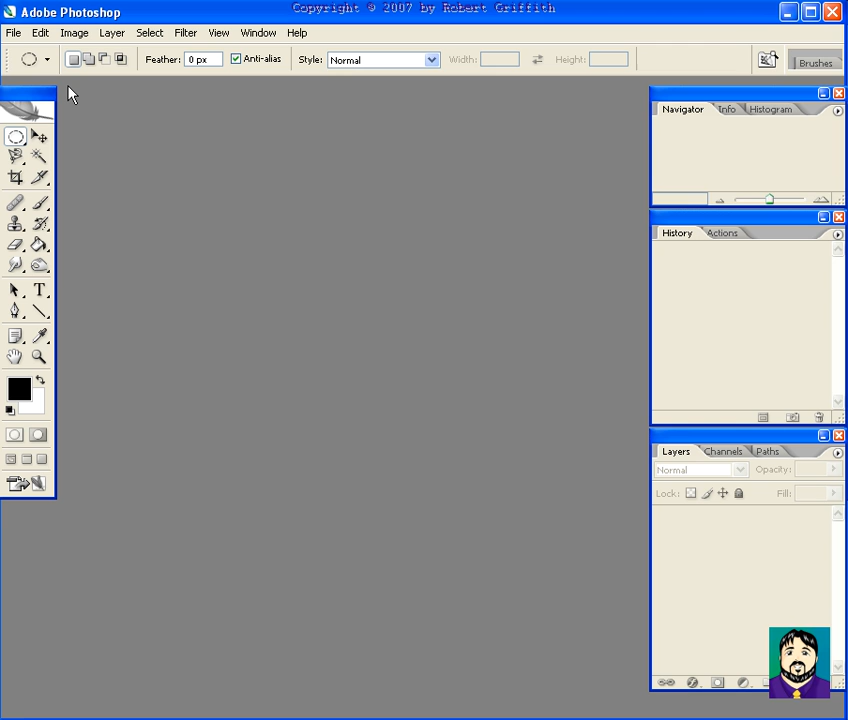 Copyright © 2007 by Robert Griffith
Adobe Photoshop
File Edit Image Layer Select Filter View Window Help
Feather: 0 px Anti-alias Style: Normal Width: Height: Brushes
Navigator Info Histogram
History Actions
Layers Channels Paths
Normal Opacity:
Lock: Fill:
T